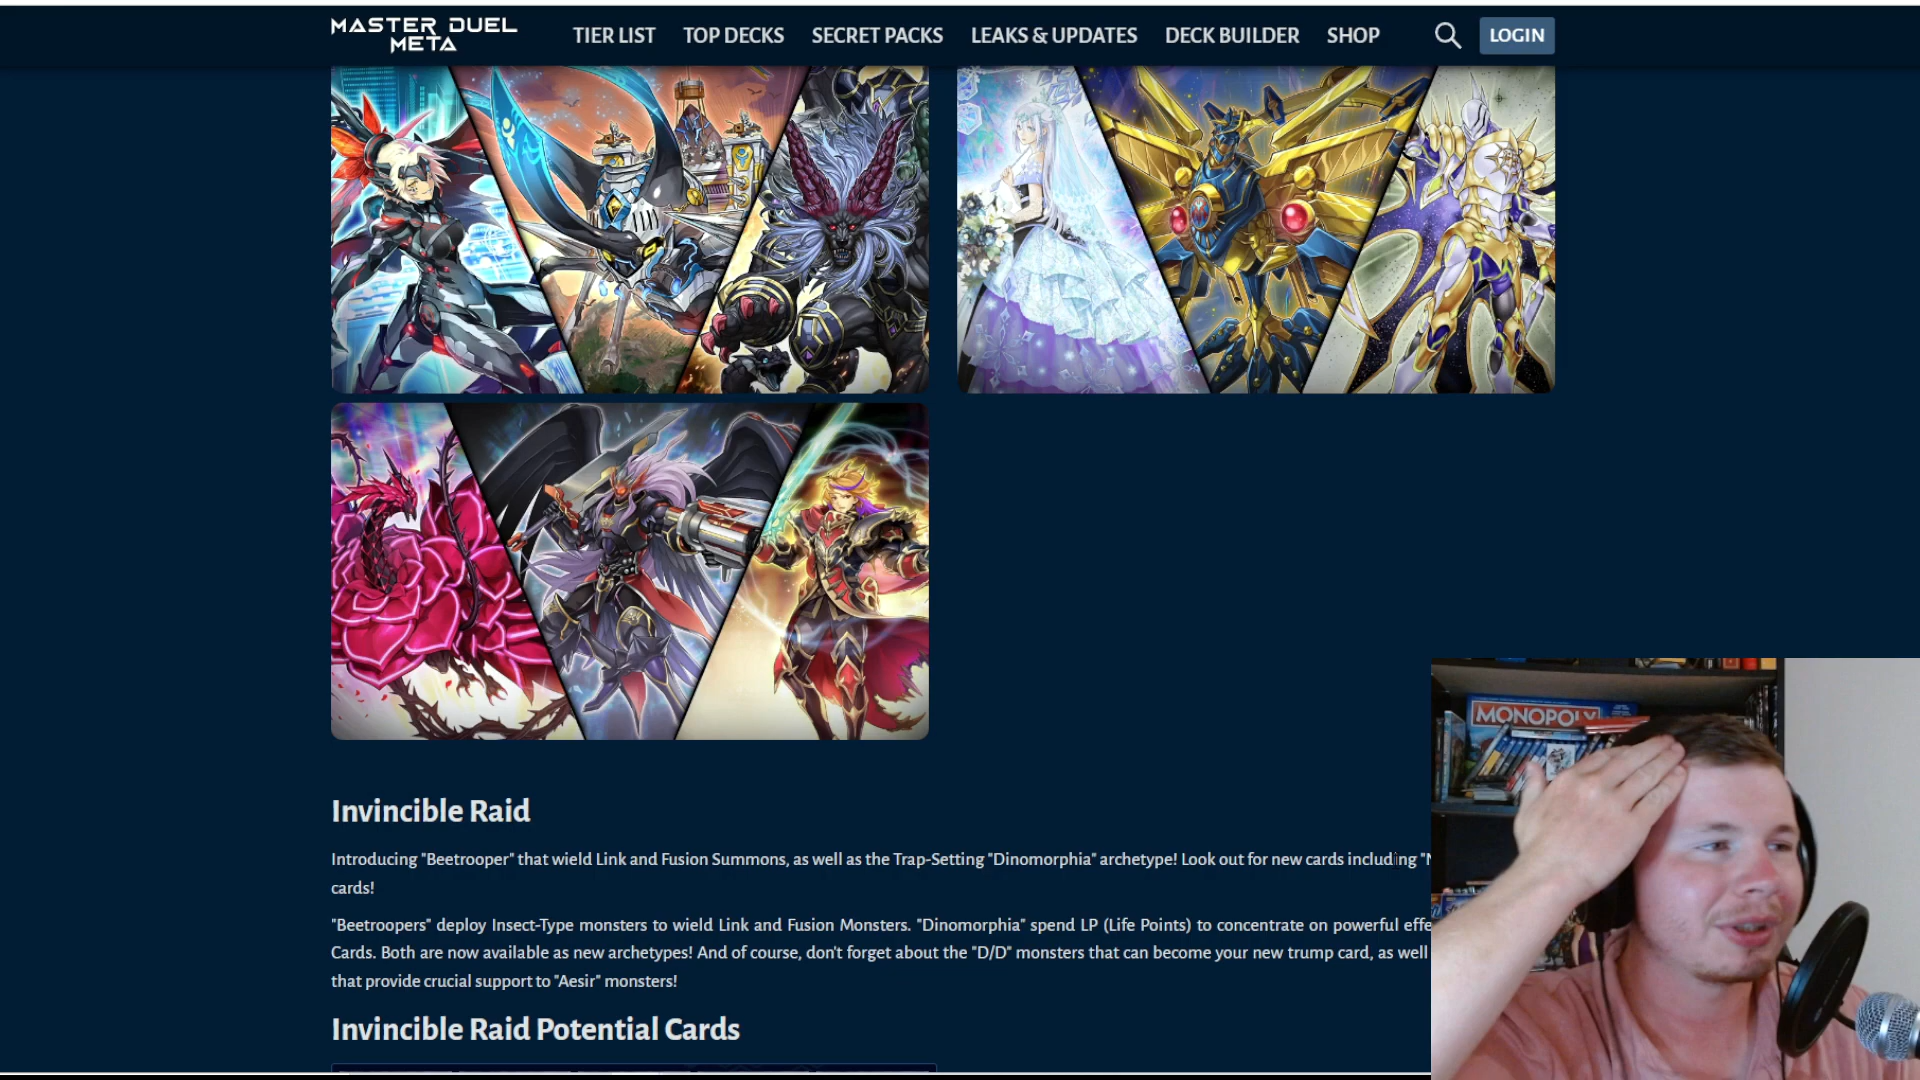 MASTER DUEL
META
TIER LIST
TOP DECKS
SECRET PACKS
LEAKS & UPDATES
DECK BUILDER
SHOP
LOGIN
Invincible Raid
Introducing "Beetrooper" that wield Link and Fusion Summons, as well as the Trap-Setting "Dinomorphia" archetype! Look out for new cards including
cards!
"Beetroopers" deploy Insect-Type monsters to wield Link and Fusion Monsters. "Dinomorphia" spend LP (Life Points) to concentrate on powerful
Cards. Both are now available as new archetypes! And of course, don't forget about the "D/D" monsters that can become your new trump card, as well
that provide crucial support to "Aesir" monsters!
Invincible Raid Potential Cards
MONOPOLY